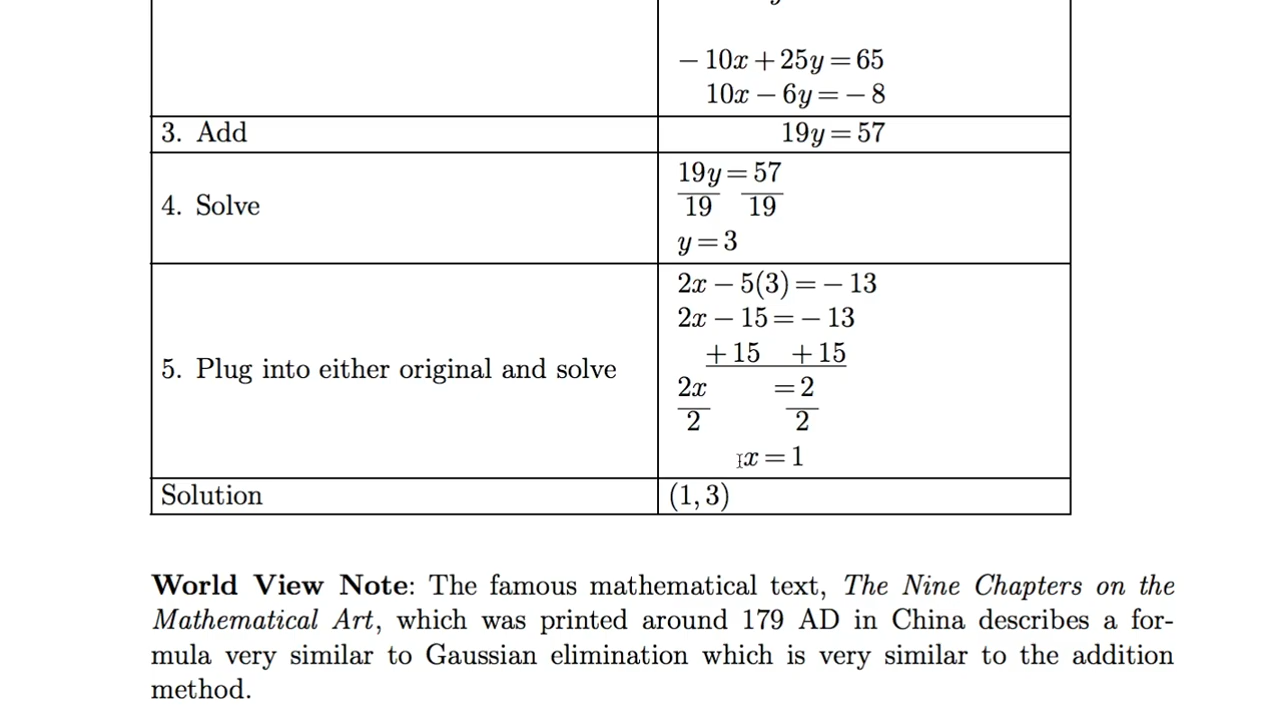 − 10x + 25y = 65
10x − 6y = − 8
3. Add
19y = 57
4. Solve
19y = 57
19 19
y = 3
5. Plug into either original and solve
2x − 5(3) = − 13
2x − 15 = − 13
+ 15 + 15
2x = 2
2 2
x = 1
Solution
(1, 3)
World View Note: The famous mathematical text, The Nine Chapters on the
Mathematical Art, which was printed around 179 AD in China describes a for-
mula very similar to Gaussian elimination which is very similar to the addition
method.